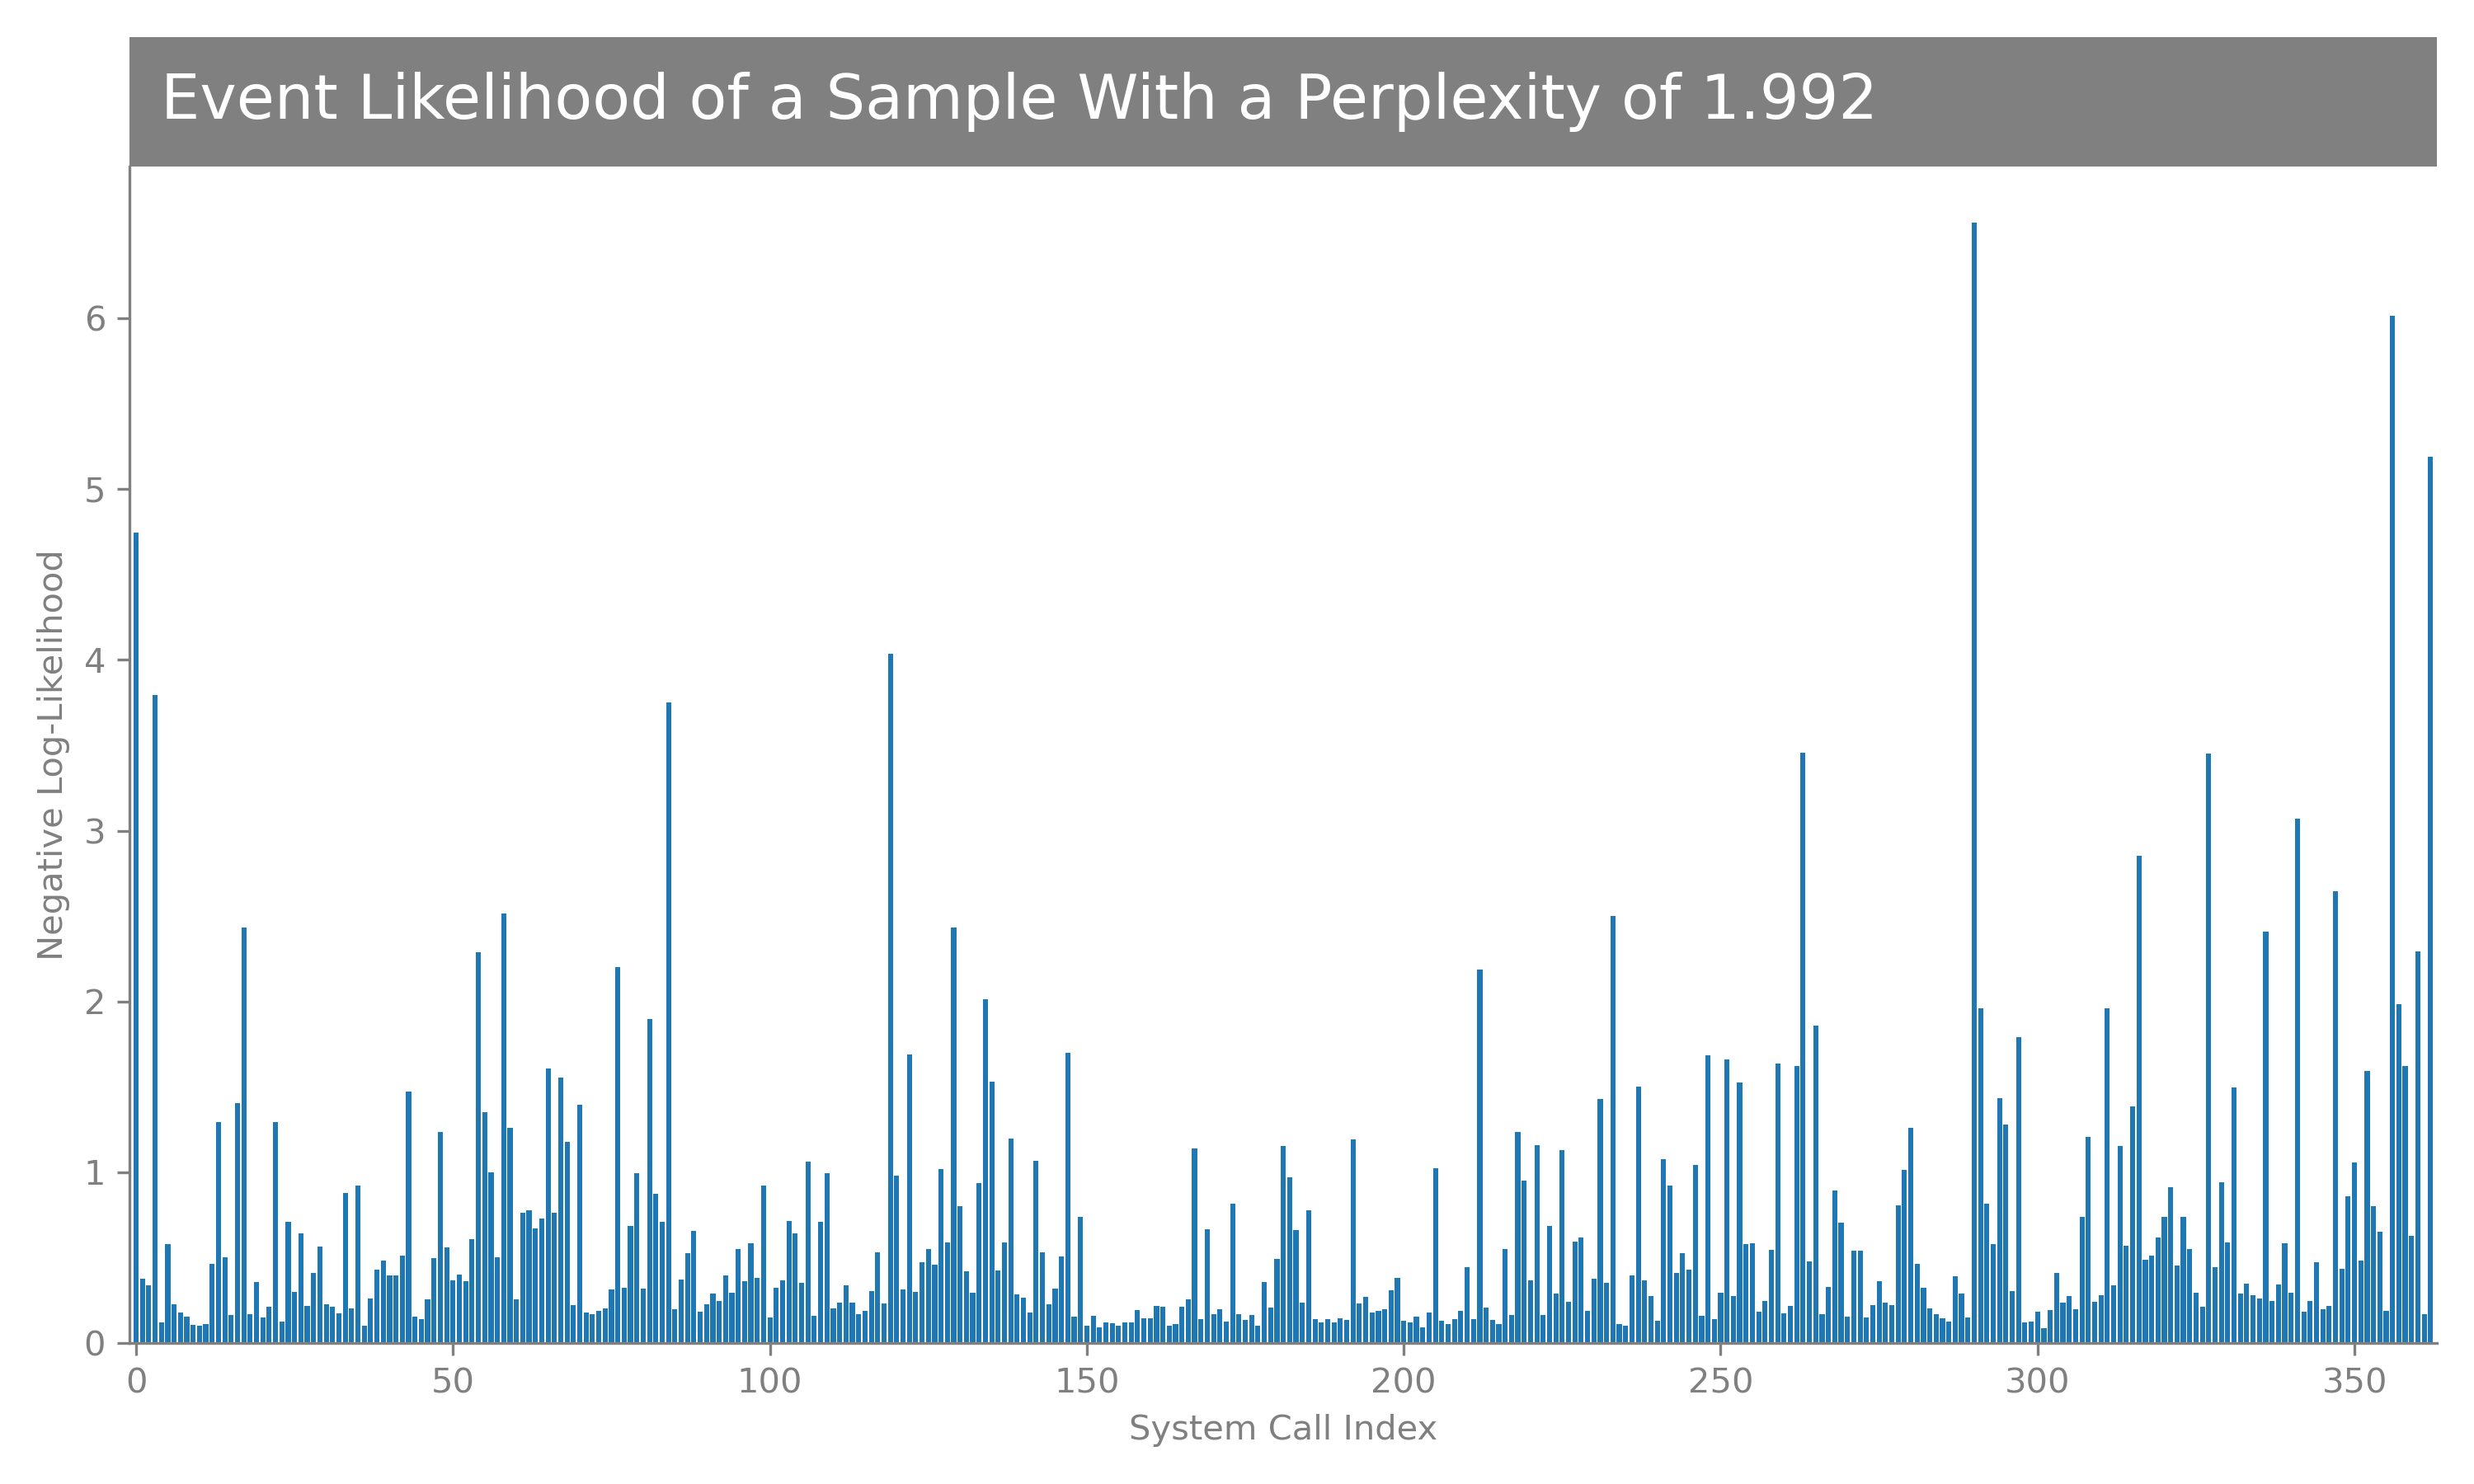 Event Likelihood of a Sample With a Perplexity of 1.992
6
5
4
3
2
1
0
Negative Log-Likelihood
0 50 100 150 200 250 300 350
System Call Index